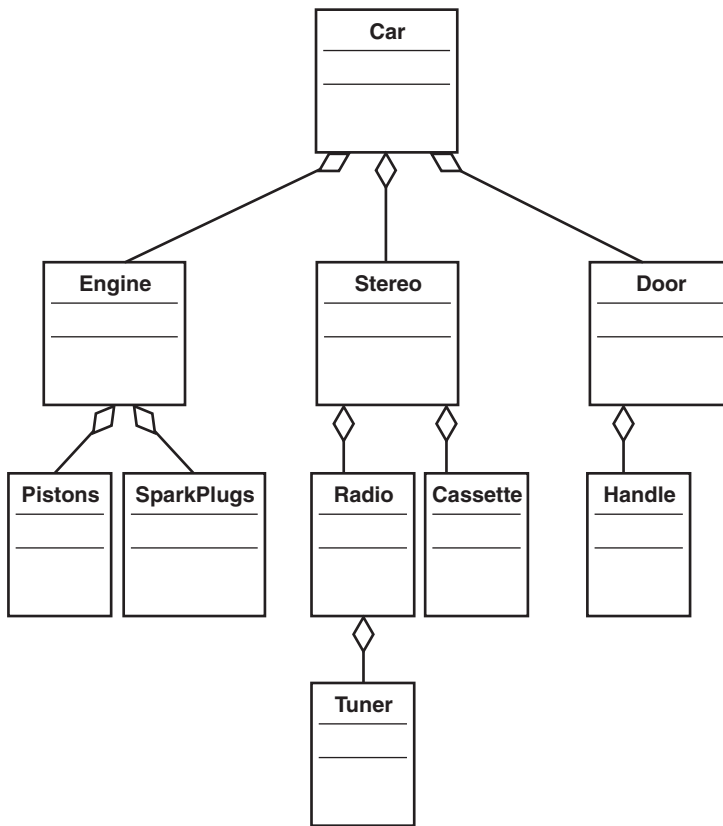 Car
Engine
Stereo
Door
Pistons
SparkPlugs
Radio
Cassette
Handle
Tuner